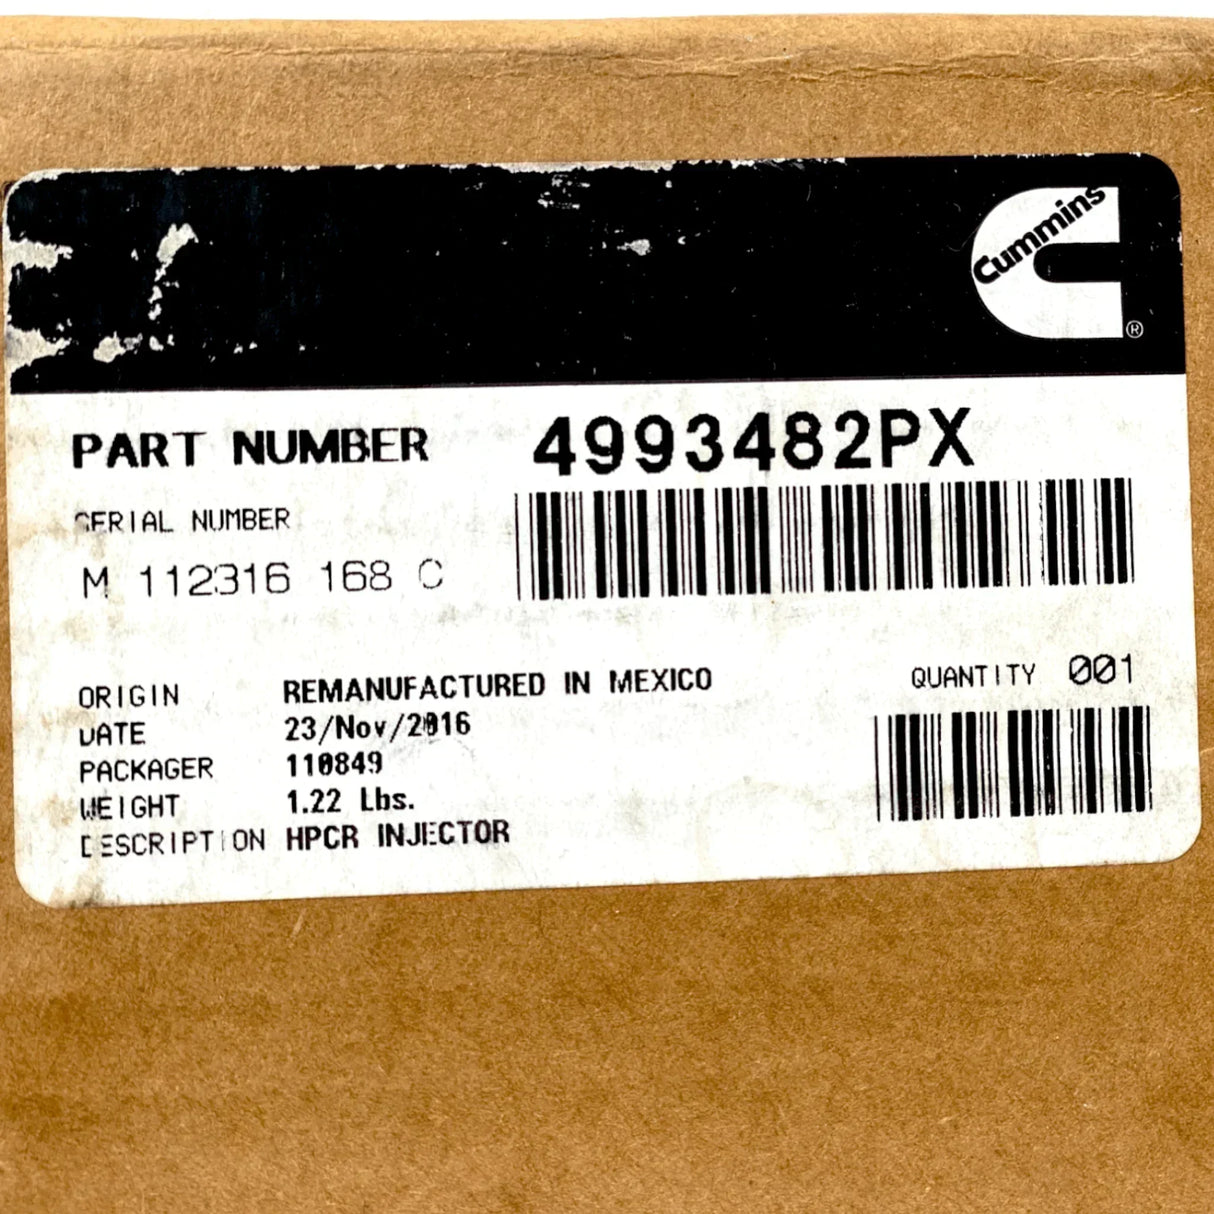 Cummins
®
PART NUMBER 4993482PX
SERIAL NUMBER
M 112316 168 C
QUANTITY 001
ORIGIN REMANUFACTURED IN MEXICO
DATE 23/Nov/2016
PACKAGER 110849
WEIGHT 1.22 Lbs.
DESCRIPTION HPCR INJECTOR